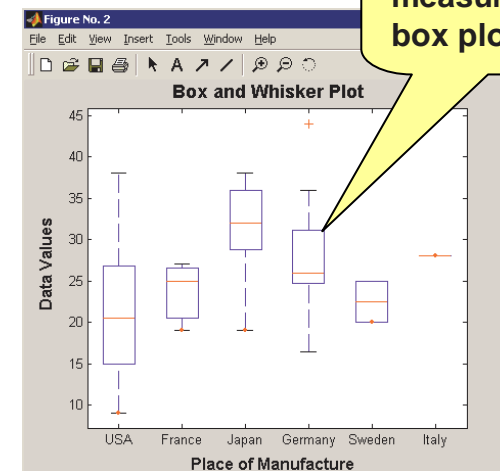 Figure No. 2
box plo
File Edit View Insert Tools Window Help
Box and Whisker Plot
45
40
35
30
25
20
15
10
Data Values
USA France Japan Germany Sweden Italy
Place of Manufacture